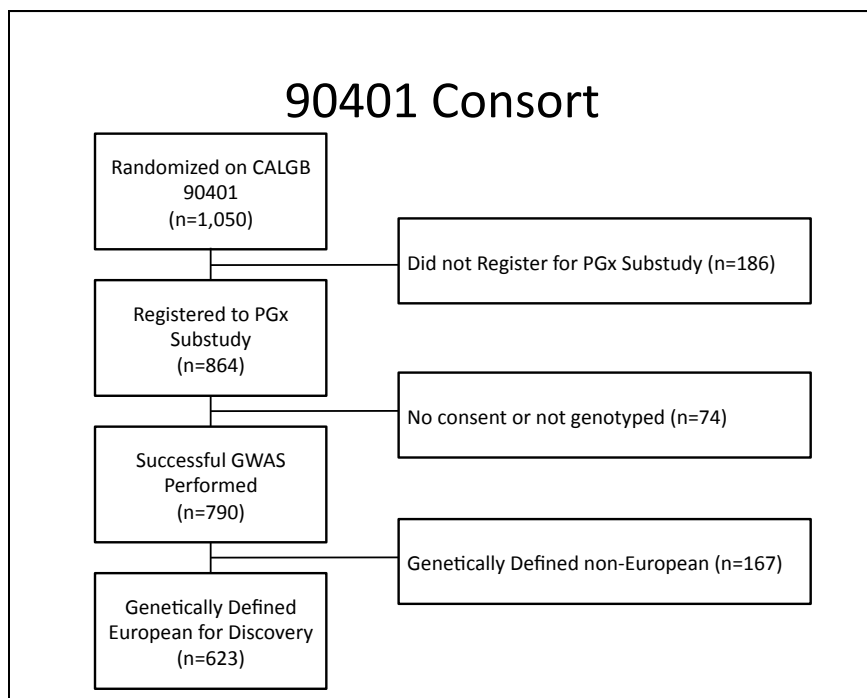 90401 Consort
Randomized on CALGB
90401
(n=1,050)
Did not Register for PGx Substudy (n=186)
Registered to PGx
Substudy
(n=864)
No consent or not genotyped (n=74)
Successful GWAS
Performed
(n=790)
Genetically Defined non-European (n=167)
Genetically Defined
European for Discovery
(n=623)